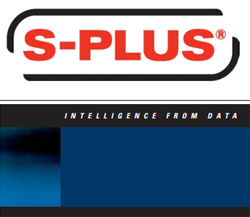 S-PLUS®
INTELLIGENCE FROM DATA